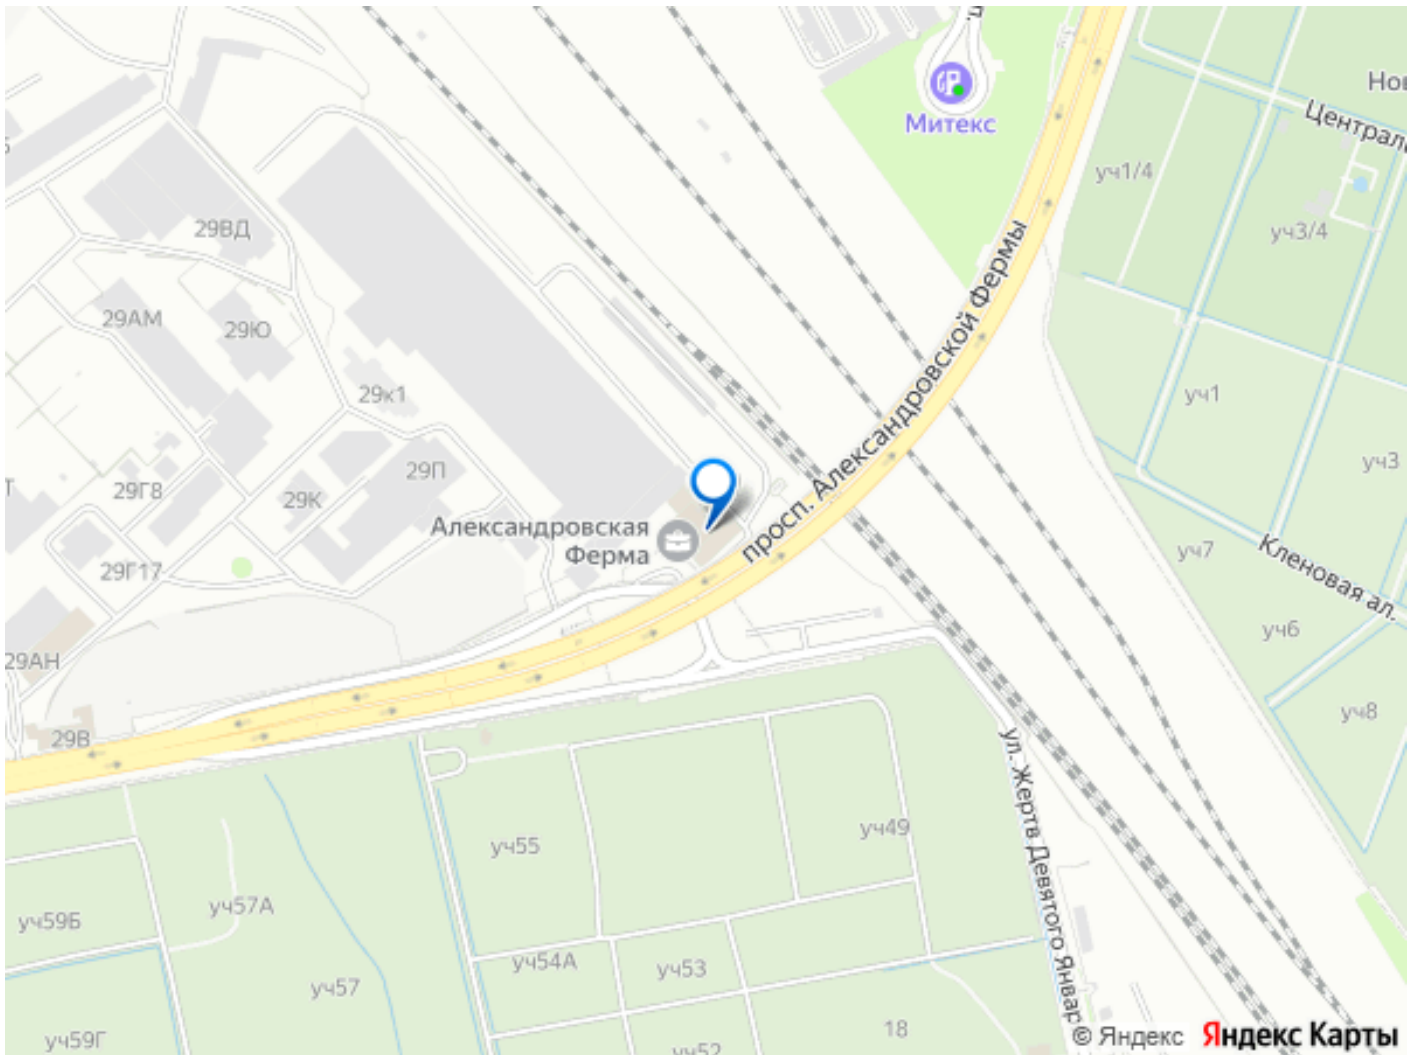 п.
Митекс
Нов
Централь
уч1/4
уч3/4
29ВД
29АМ
29Ю
просп. Александровской Фермы
29к1
уч1
уч3
29П
29Г8
29К
Т
Александровская
Ферма
уч7
Кленовая ал.
29Г17
уч6
29АН
уч8
29В
ул. Жертв Девятого Январ
уч49
уч55
уч57А
уч59Б
уч54А
уч53
уч57
18
уч59Г
уч52
© Яндекс Яндекс Карты